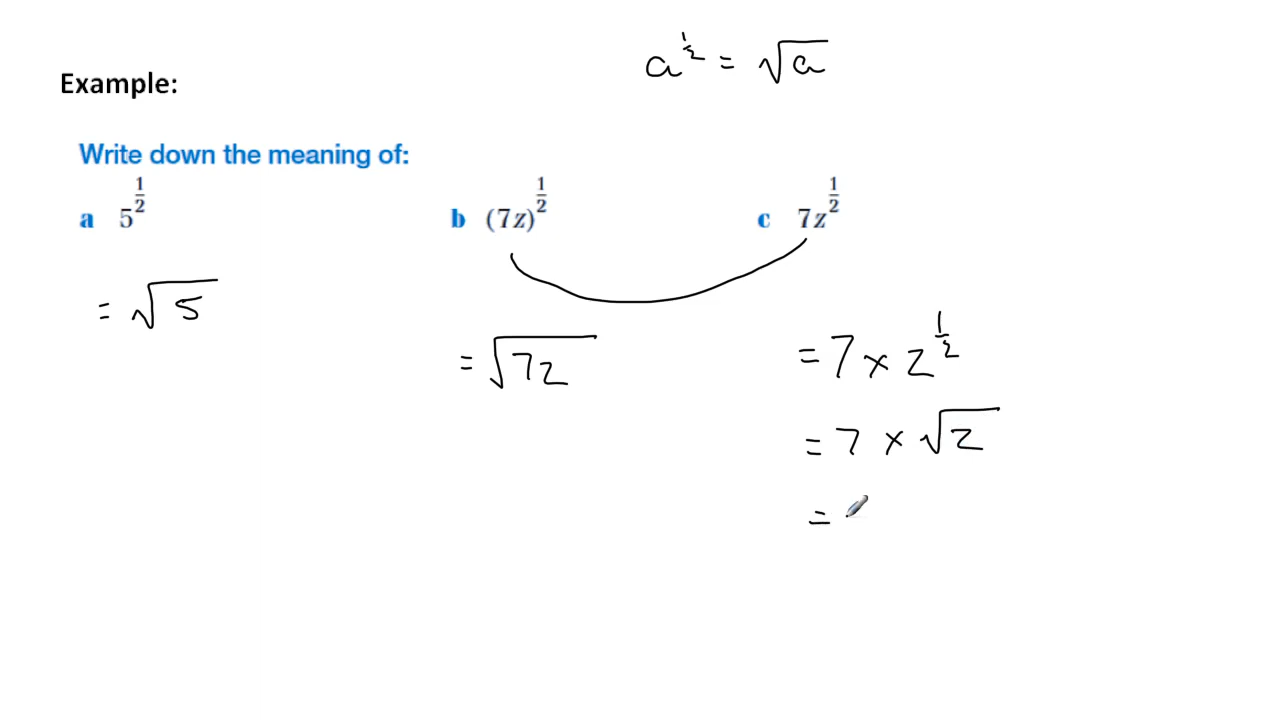 a^{1/2} = √a
Example:
Write down the meaning of:
a 5^{1/2} b (7z)^{1/2} c 7z^{1/2}
= √5
= √7z
= 7 × z^{1/2}
= 7 × √z
=